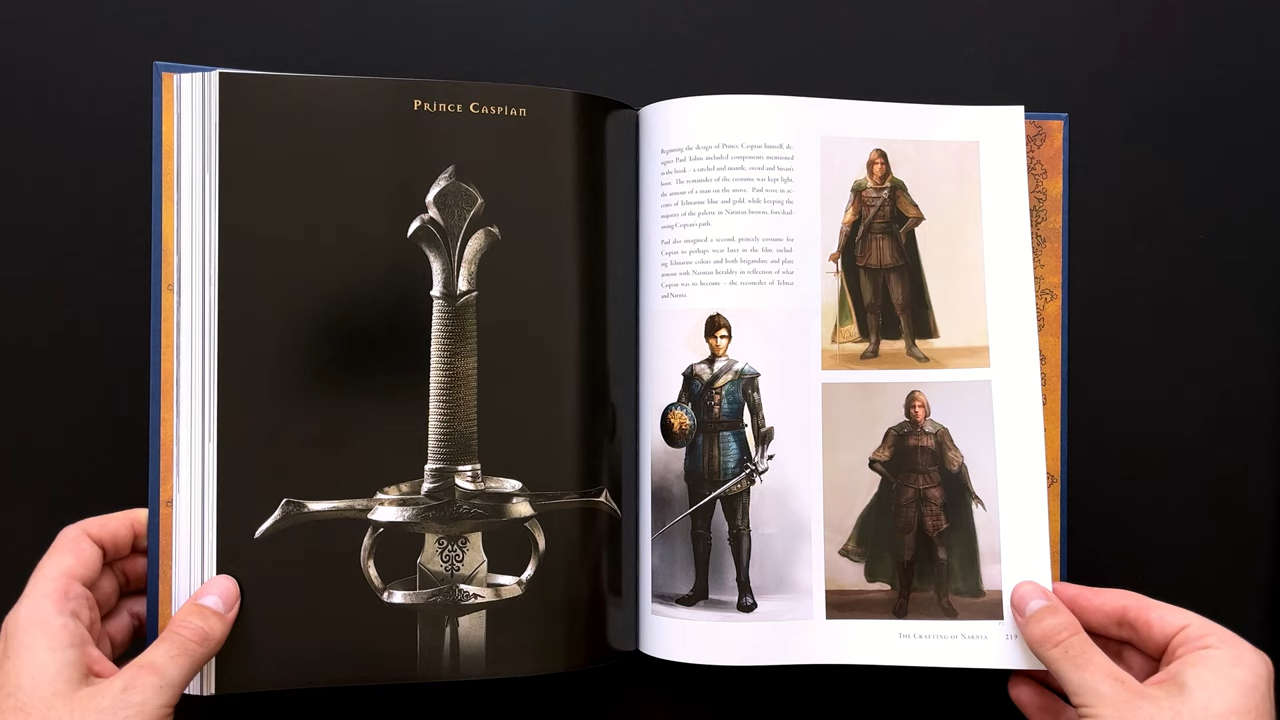 Prince Caspian
Beginning the design of Prince Caspian himself, de-
signer Paul Tobin included components mentioned
in the book – a satchel and mantle, sword and Susan's
horn. The remainder of the costume was kept light,
the armour of a man on the move. Paul wove in ac-
cents of Telmarine blue and gold, while keeping the
majority of the palette in Narnian browns, foreshad-
owing Caspian's path.
Paul also imagined a second, princely costume for
Caspian to perhaps wear later in the film, includ-
ing Telmarine colors and both brigandine and plate
armour with Narnian heraldry in reflection of what
Caspian was to become – the reconciler of Telmar
and Narnia.
The Crafting of Narnia 219